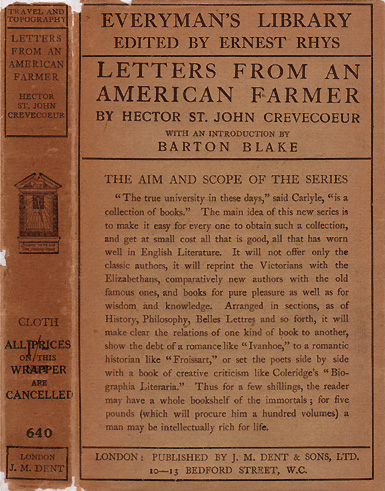 TRAVEL AND
TOPOGRAPHY
LETTERS
FROM AN
AMERICAN
FARMER
HECTOR
ST. JOHN
CREVECOEUR
CLOTH
ALL PRICES
ON THIS
WRAPPER
ARE
CANCELLED
640
LONDON
J. M. DENT
EVERYMAN'S LIBRARY
EDITED BY ERNEST RHYS
LETTERS FROM AN
AMERICAN FARMER
BY HECTOR ST. JOHN CREVECOEUR
WITH AN INTRODUCTION BY
BARTON BLAKE
THE AIM AND SCOPE OF THE SERIES
"The true university in these days," said Carlyle, "is a
collection of books." The main idea of this new series is
to make it easy for every one to obtain such a collection,
and get at small cost all that is good, all that has worn
well in English Literature. It will not offer only the
classic authors, it will reprint the Victorians with the
Elizabethans, comparatively new authors with the old
famous ones, and books for pure pleasure as well as for
wisdom and knowledge. Arranged in sections, as of
History, Philosophy, Belles Lettres and so forth, it will
make clear the relations of one kind of book to another,
show the debt of a romance like "Ivanhoe," to a romantic
historian like "Froissart," or set the poets side by side
with a book of creative criticism like Coleridge's "Bio-
graphia Literaria." Thus for a few shillings, the reader
may have a whole bookshelf of the immortals; for five
pounds (which will procure him a hundred volumes) a
man may be intellectually rich for life.
LONDON: PUBLISHED BY J. M. DENT & SONS, LTD.
10—13 BEDFORD STREET, W.C.